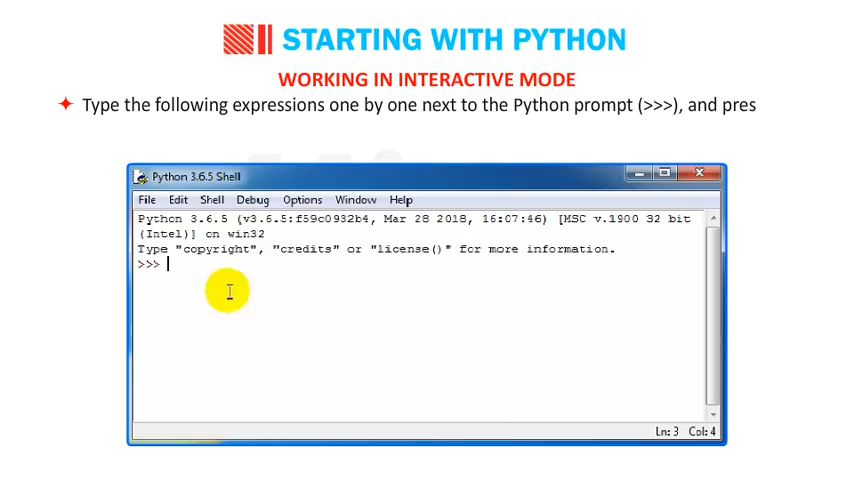 STARTING WITH PYTHON
WORKING IN INTERACTIVE MODE
Type the following expressions one by one next to the Python prompt (>>>), and pres
Python 3.6.5 Shell
File Edit Shell Debug Options Window Help
Python 3.6.5 (v3.6.5:f59c0932b4, Mar 28 2018, 16:07:46) [MSC v.1900 32 bit
(Intel)] on win32
Type "copyright", "credits" or "license()" for more information.
>>>
Ln: 3 Col: 4